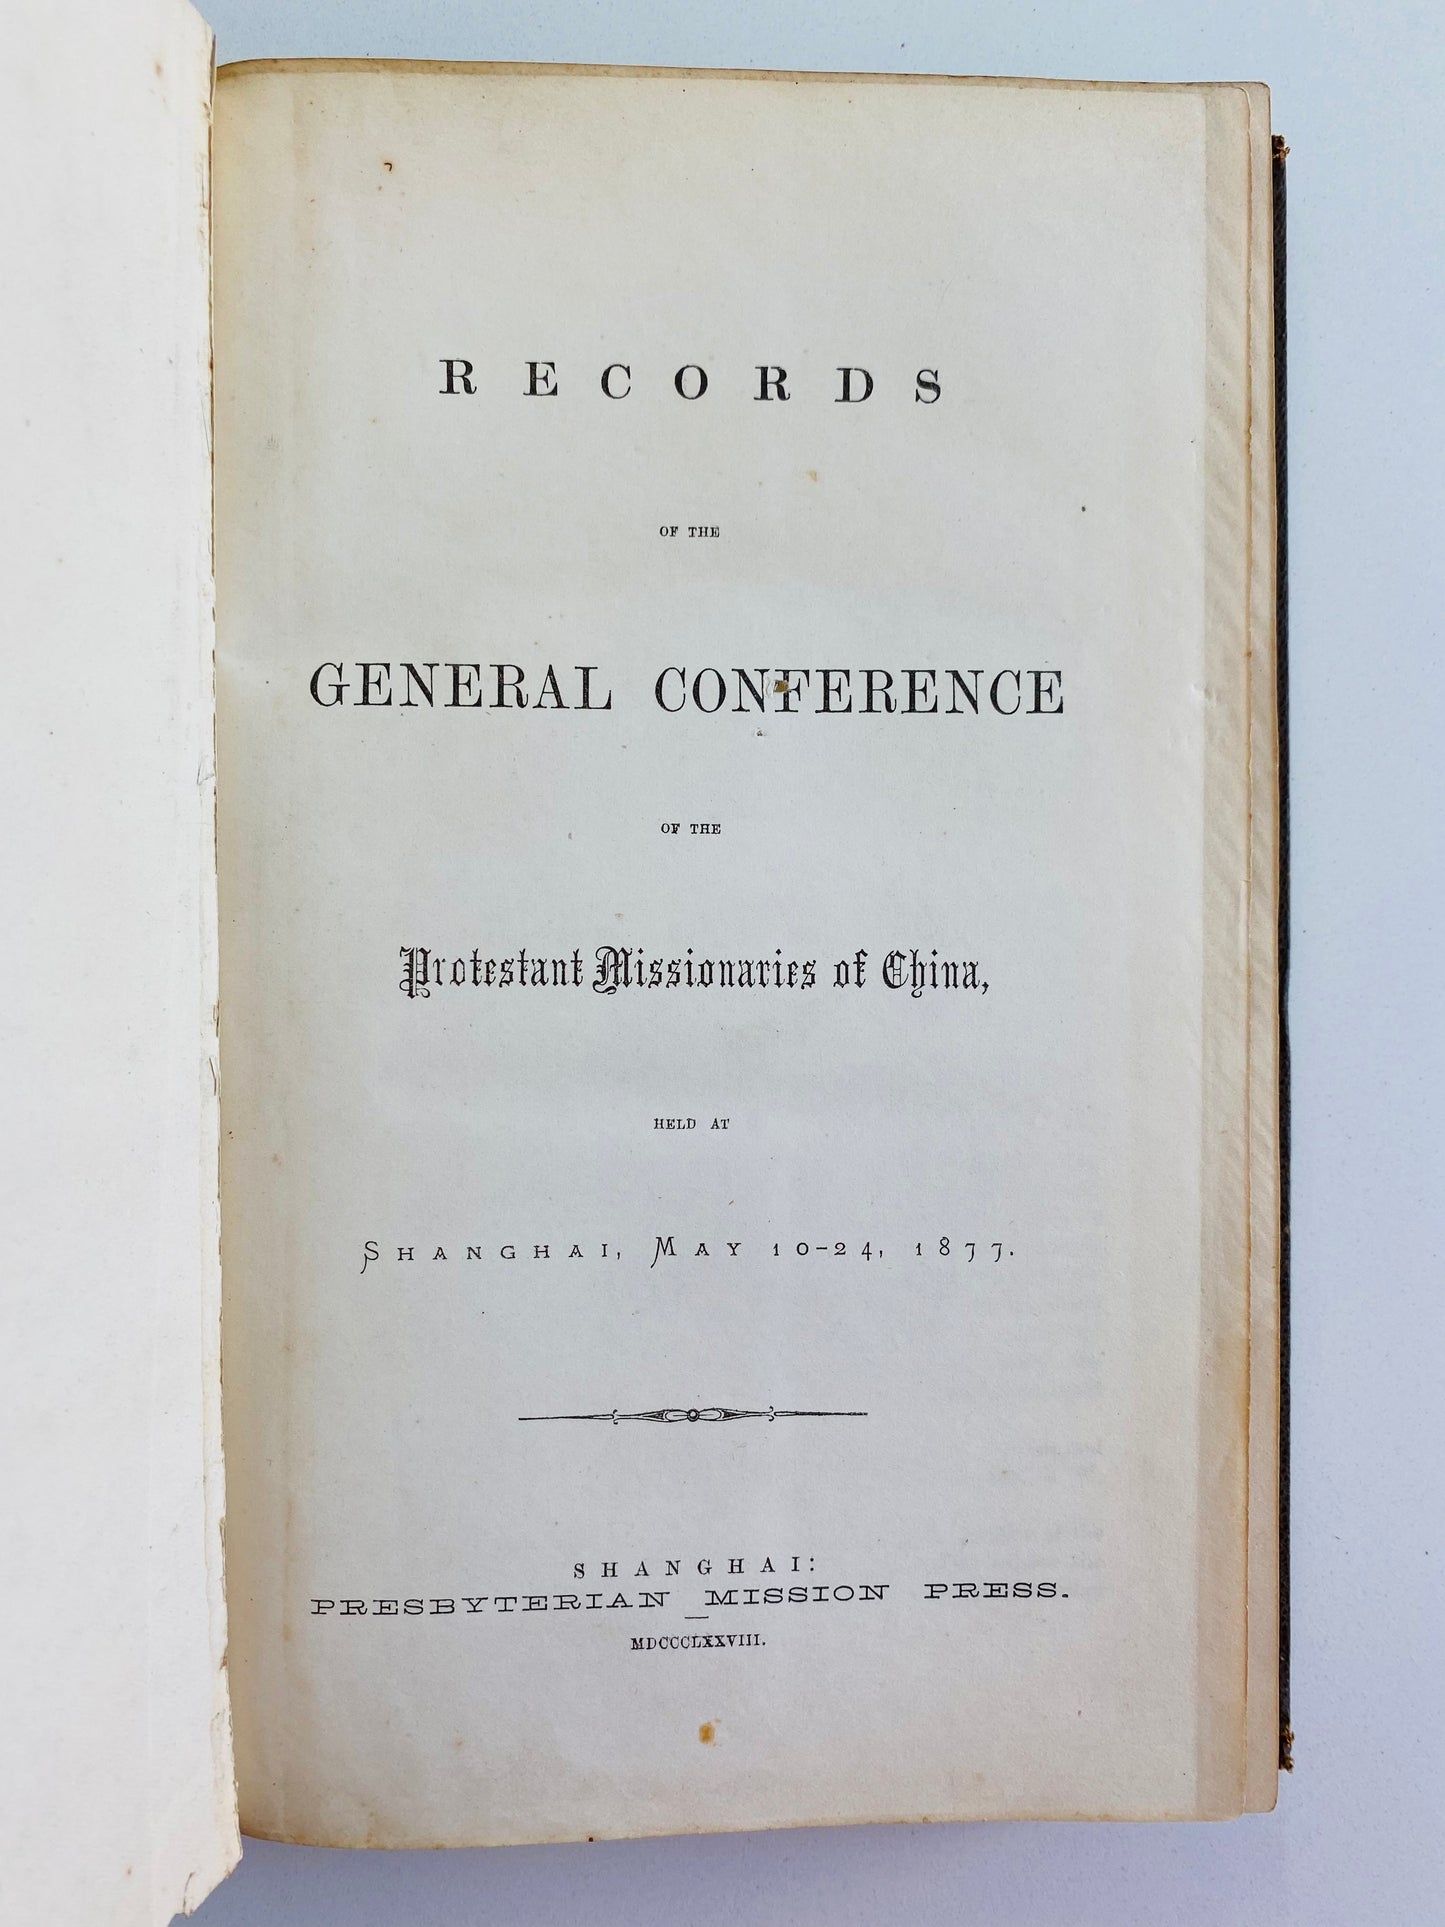 RECORDS
OF THE
GENERAL CONFERENCE
OF THE
Protestant Missionaries of China,
HELD AT
SHANGHAI, MAY 10-24, 1877.
SHANGHAI:
PRESBYTERIAN MISSION PRESS.
MDCCCLXXVIII.